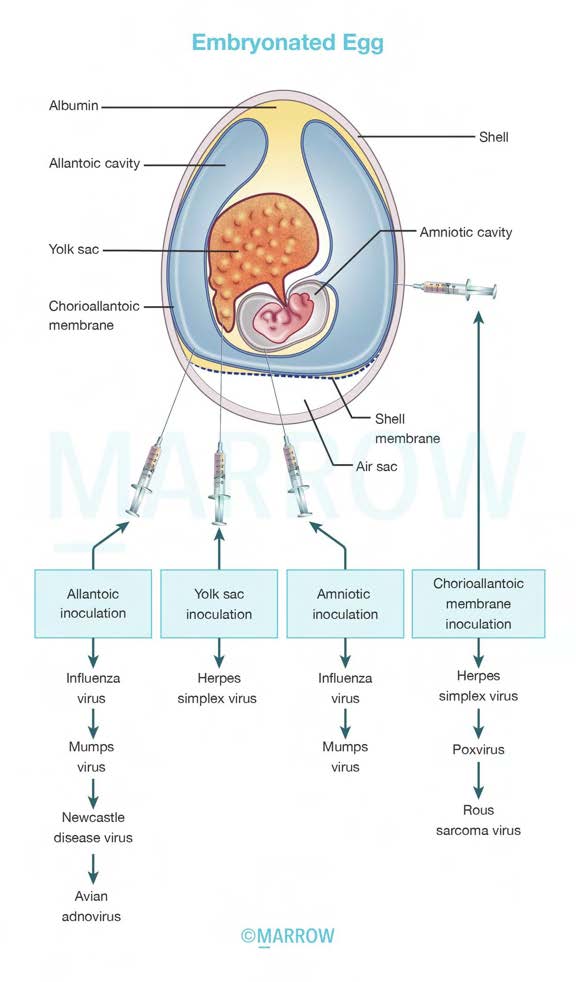 Embryonated Egg
Albumin
Shell
Allantoic cavity
Amniotic cavity
Yolk sac
Chorioallantoic
membrane
Shell
membrane
Air sac
MARROW
Allantoic
inoculation
Yolk sac
inoculation
Amniotic
inoculation
Chorioallantoic
membrane
inoculation
Influenza
virus
Mumps
virus
Newcastle
disease virus
Avian
adnovirus
Herpes
simplex virus
Influenza
virus
Mumps
virus
Herpes
simplex virus
Poxvirus
Rous
sarcoma virus
©MARROW